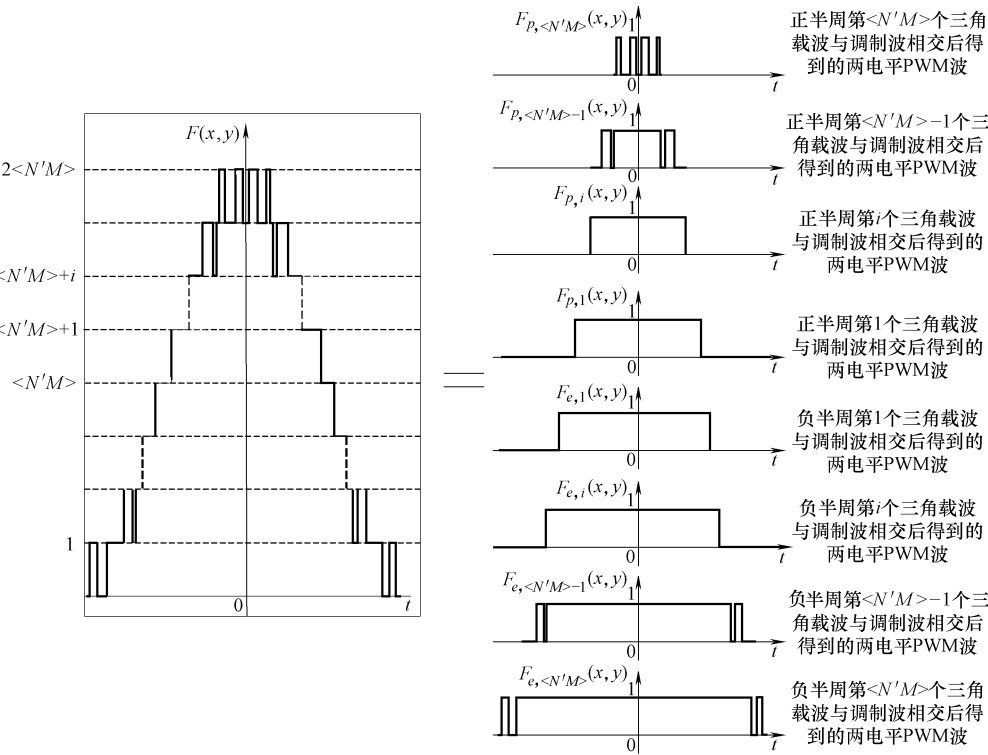 F(x,y)
2<N′M>
<N′M>+i
<N′M>+1
<N′M>
1
0
t
F_{p,<N′M>}(x,y)
1
0
t
正半周第<N′M>个三角
载波与调制波相交后得
到的两电平PWM波
F_{p,<N′M>−1}(x,y)
1
0
t
正半周第<N′M>−1个三
角载波与调制波相交后
得到的两电平PWM波
F_{p,i}(x,y)
1
0
t
正半周第i个三角载波
与调制波相交后得到的
两电平PWM波
F_{p,1}(x,y)
1
0
t
正半周第1个三角载波
与调制波相交后得到的
两电平PWM波
F_{e,1}(x,y)
1
0
t
负半周第1个三角载波
与调制波相交后得到的
两电平PWM波
F_{e,i}(x,y)
1
0
t
负半周第i个三角载波
与调制波相交后得到的
两电平PWM波
F_{e,<N′M>−1}(x,y)
1
0
t
负半周第<N′M>−1个三
角载波与调制波相交后
得到的两电平PWM波
F_{e,<N′M>}(x,y)
1
0
t
负半周第<N′M>个三角
载波与调制波相交后得
到的两电平PWM波